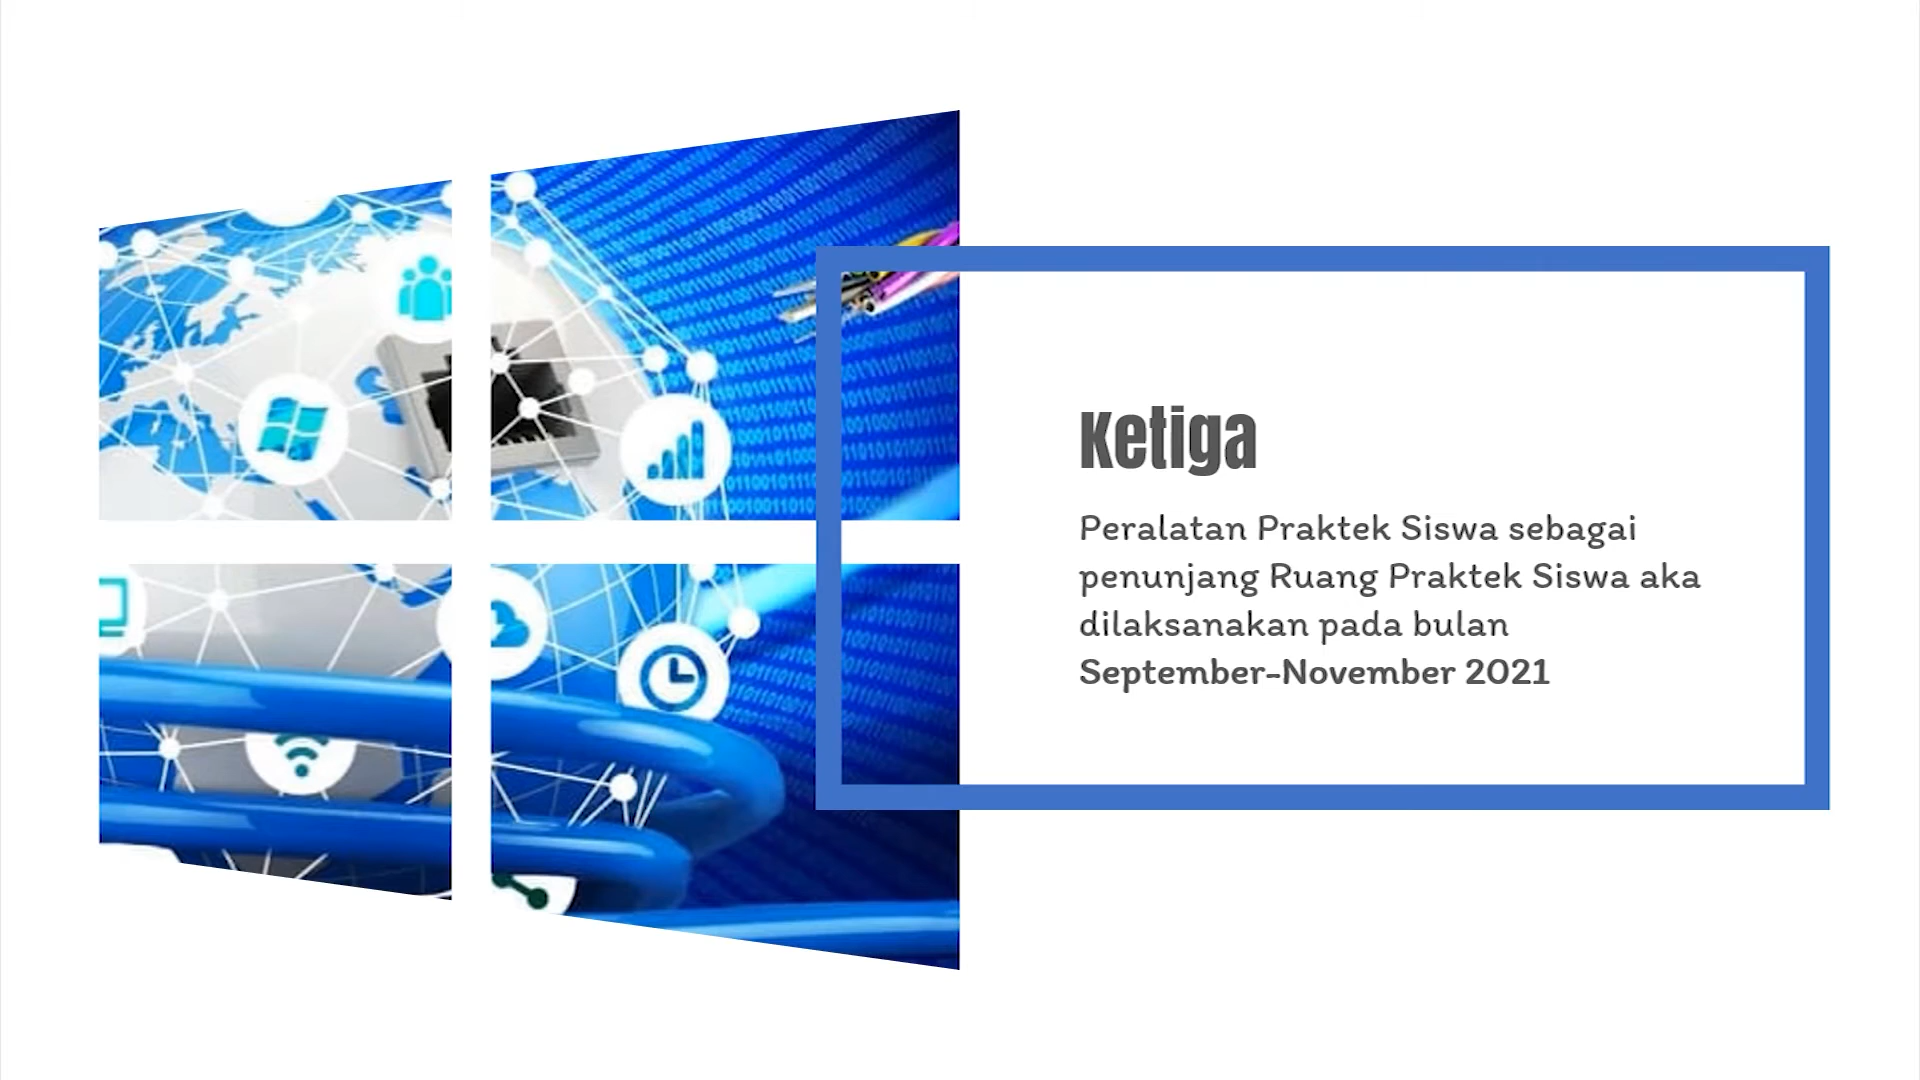 Ketiga
Peralatan Praktek Siswa sebagai
penunjang Ruang Praktek Siswa aka
dilaksanakan pada bulan
September-November 2021